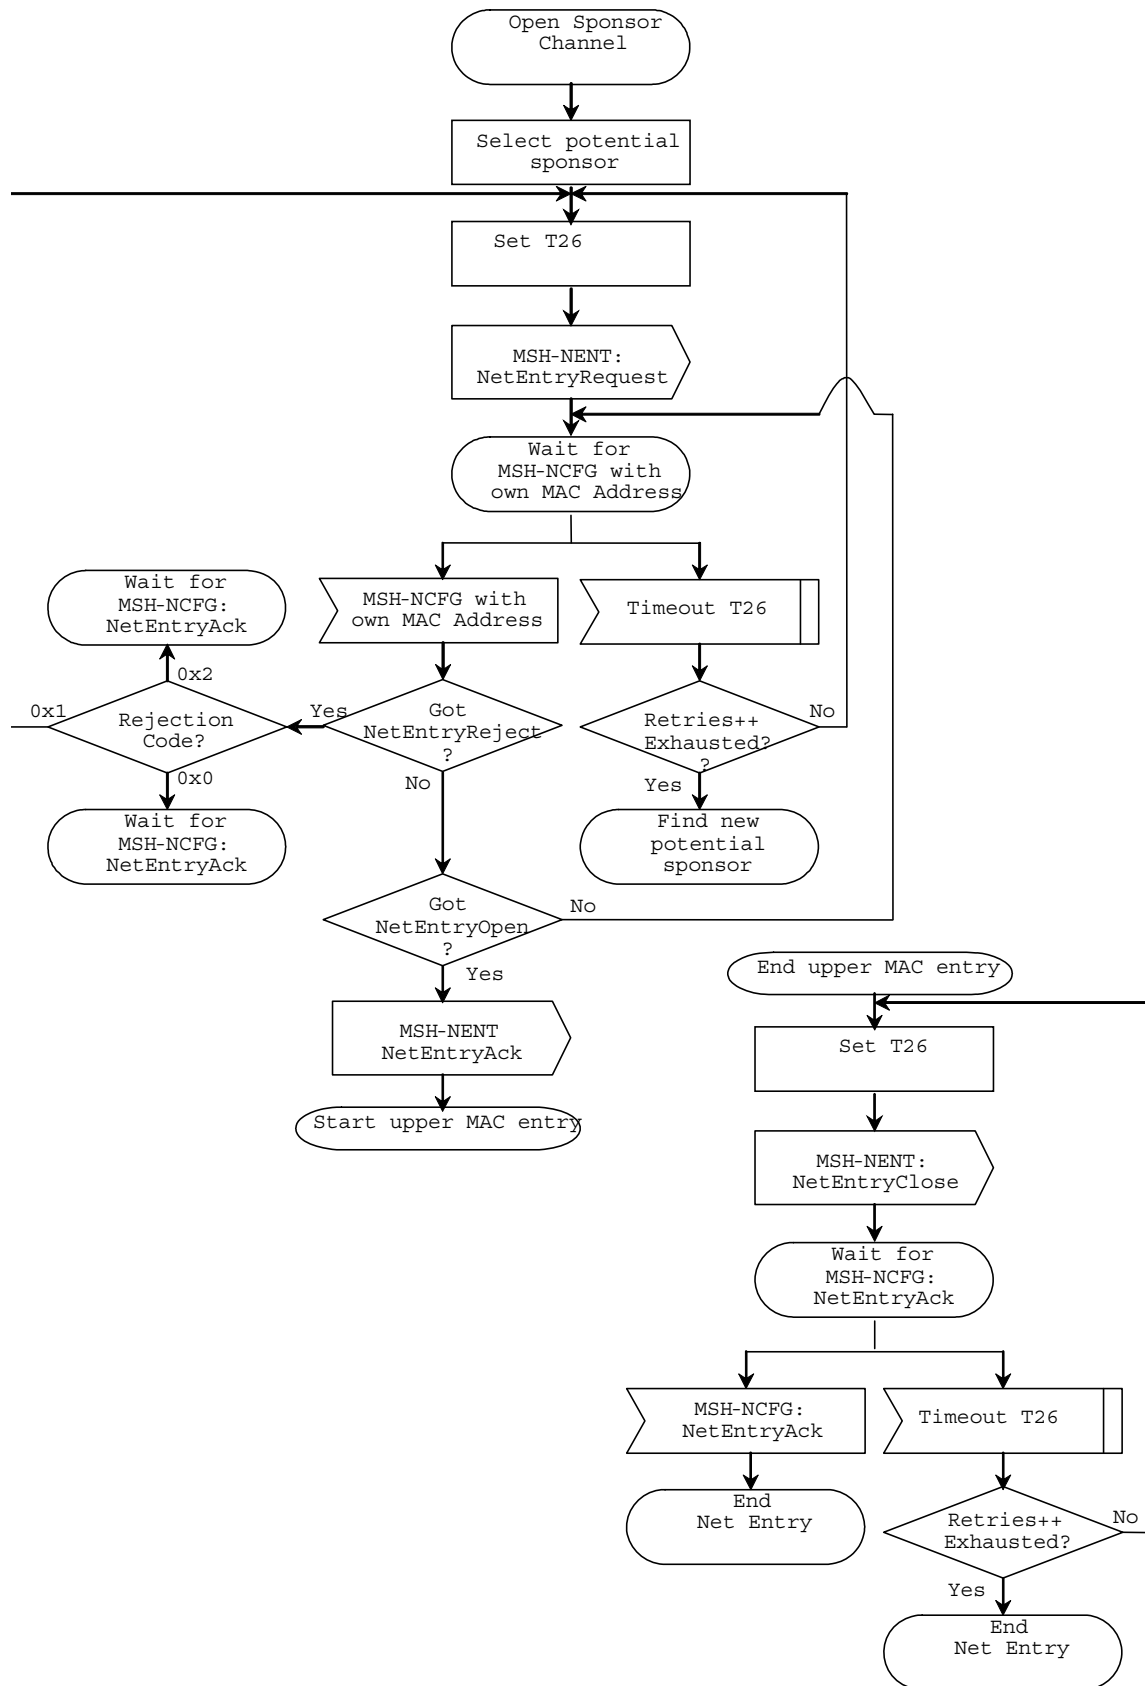 Open Sponsor
Channel
Select potential
sponsor
Set T26
MSH-NENT:
NetEntryRequest
Wait for
MSH-NCFG with
own MAC Address
Wait for
MSH-NCFG:
NetEntryAck
MSH-NCFG with
own MAC Address
Timeout T26
0x2
0x1
Rejection
Code?
Yes
Got
NetEntryReject
?
Retries++
Exhausted?
?
No
0x0
No
Yes
Wait for
MSH-NCFG:
NetEntryAck
Find new
potential
sponsor
Got
NetEntryOpen
?
No
Yes
MSH-NENT
NetEntryAck
Start upper MAC entry
End upper MAC entry
Set T26
MSH-NENT:
NetEntryClose
Wait for
MSH-NCFG:
NetEntryAck
MSH-NCFG:
NetEntryAck
Timeout T26
End
Net Entry
Retries++
Exhausted?
No
Yes
End
Net Entry